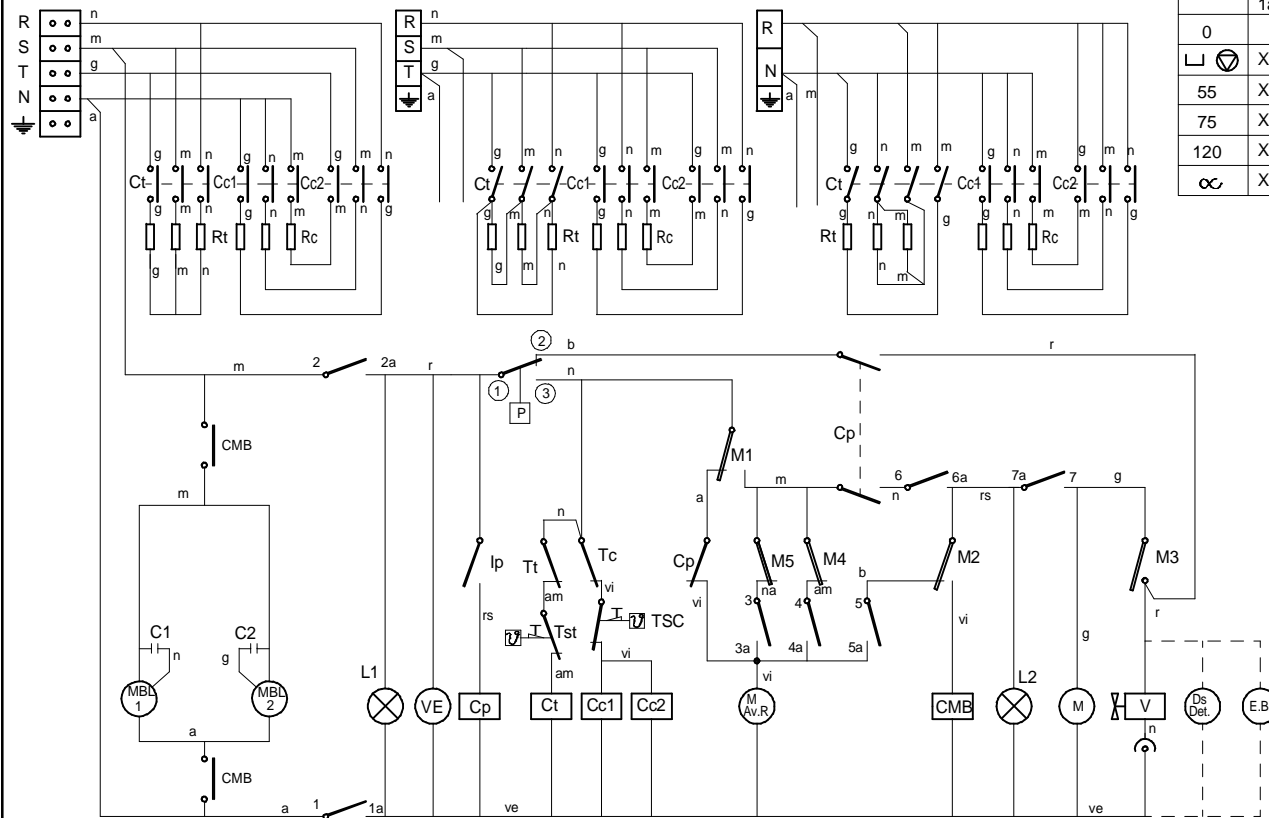 R n R n R 1a
S m S m 0
T g T g N X
N a a a m 55 X
a 75 X
120 X
∝ X
g m n g n m g m n g m n g n m g m n g n m m g n m g m n
Ct Cc1 Cc2 Ct Cc1 Cc2 Ct Cc1 Cc2
m n g g m n m n g g n m g m n g
Rt Rc Rt Rc Rt Rc
g m n g m n n m
2 b r
m 2 2a r 1 n 3
P
CMB Cp
M1
m a m 6 n 6a rs 7a 7 g
n
Ip Tt Tc Cp M5 M4 b M2 M3
am vi vi na am r
rs Tst TSC 3 4 5 vi
C1 C2 am vi 3a 4a 5a g
n g vi
L1 L2
MBL 1 MBL 2 VE Cp Ct Cc1 Cc2 M Av.R CMB M V Ds Det. E.B
a n
CMB
a 1 1a ve ve